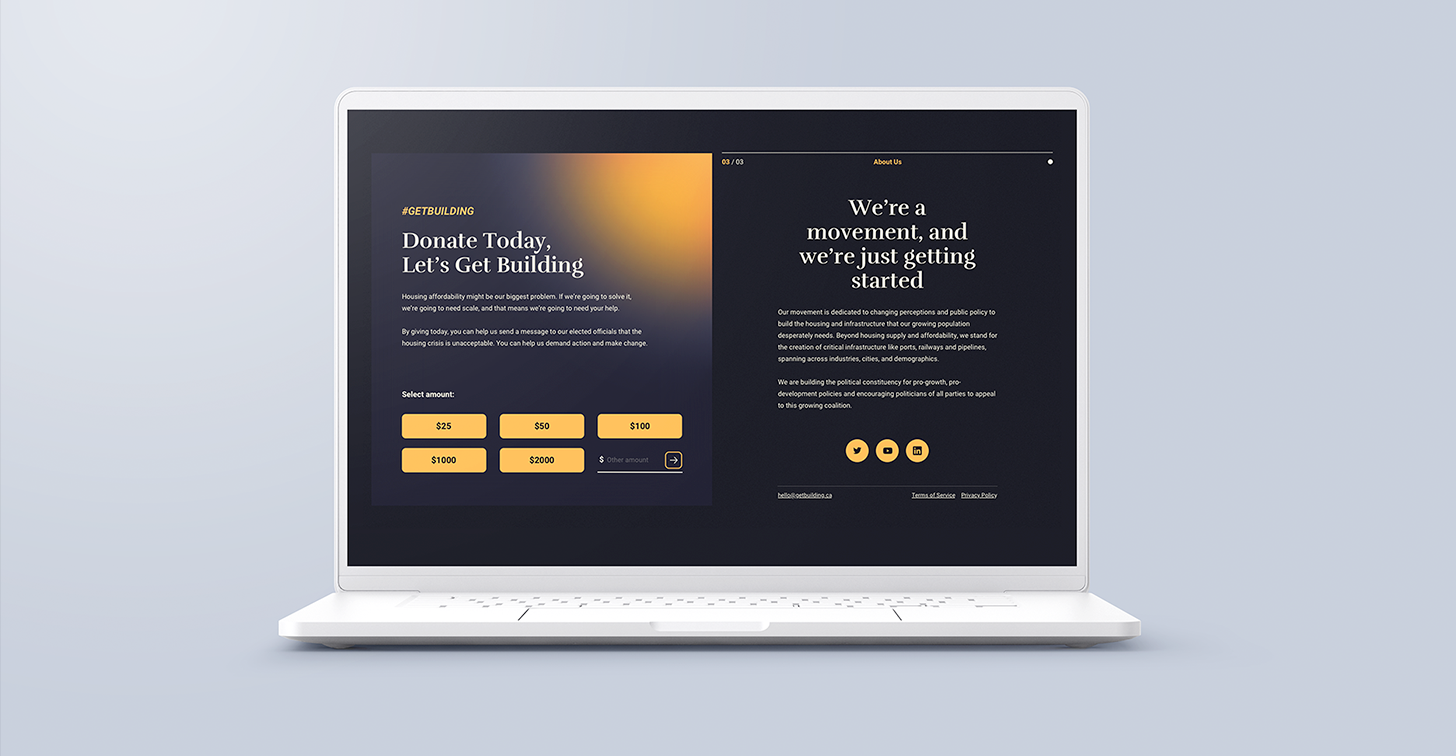 #GETBUILDING
Donate Today,
Let's Get Building
Housing affordability might be our biggest problem. If we're going to solve it,
we're going to need scale, and that means we're going to need your help.
By giving today, you can help us send a message to our elected officials that the
housing crisis is unacceptable. You can help us demand action and make change.
Select amount:
$25
$50
$100
$1000
$2000
$ Other amount
03 / 03
About Us
We're a
movement, and
we're just getting
started
Our movement is dedicated to changing perceptions and public policy to
build the housing and infrastructure that our growing population
desperately needs. Beyond housing supply and affordability, we stand for
the creation of critical infrastructure like ports, railways and pipelines,
spanning across industries, cities, and demographics.
We are building the political constituency for pro-growth, pro-
development policies and encouraging politicians of all parties to appeal
to this growing coalition.
in
hello@getbuilding.ca
Terms of Service
Privacy Policy